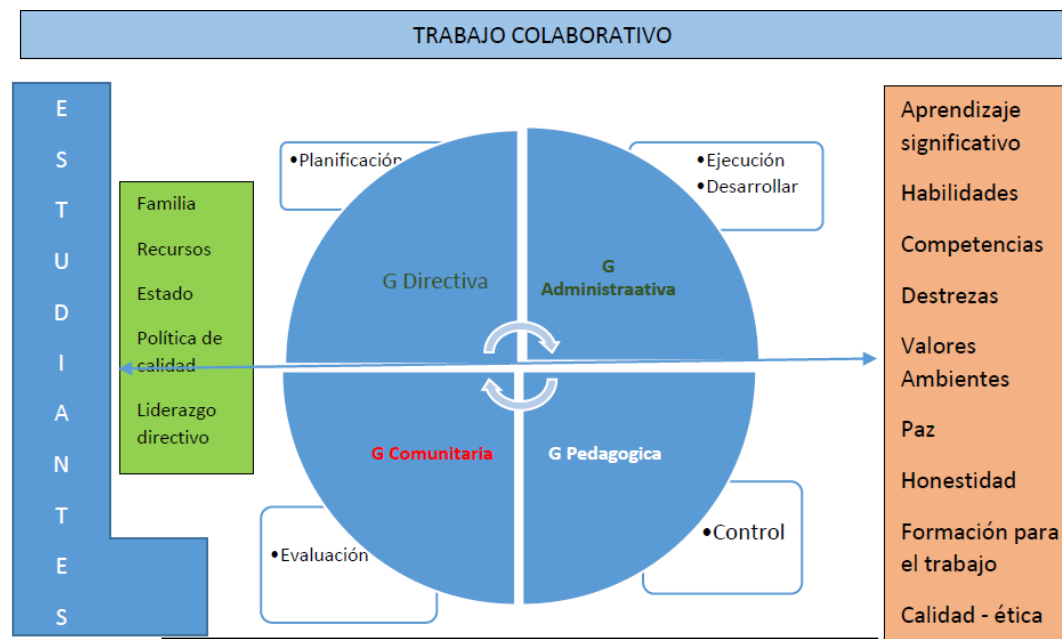 TRABAJO COLABORATIVO
E
S
T
U
D
I
A
N
T
E
S
Familia
Recursos
Estado
Política de
calidad
Liderazgo
directivo
•Planificación
•Ejecución
•Desarrollar
G Directiva
G
Administraativa
G Comunitaria
G Pedagogica
•Evaluación
•Control
Aprendizaje
significativo
Habilidades
Competencias
Destrezas
Valores
Ambientes
Paz
Honestidad
Formación para
el trabajo
Calidad - ética